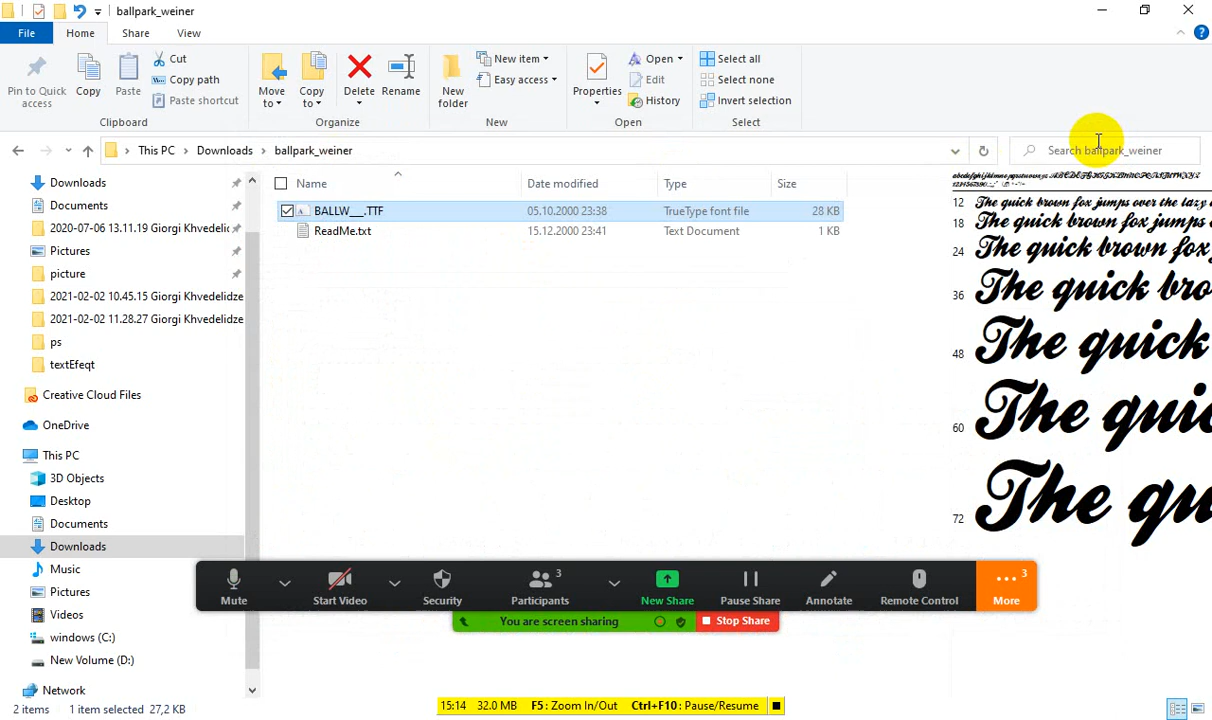 ballpark_weiner
File Home Share View
Pin to Quick access
Copy
Paste
Cut
Copy path
Paste shortcut
Clipboard
Move to
Copy to
Delete
Rename
Organize
New folder
New item
Easy access
New
Properties
Open
Edit
History
Open
Select all
Select none
Invert selection
Select
This PC › Downloads › ballpark_weiner
Search ballpark_weiner
Downloads
Documents
2020-07-06 13.11.19 Giorgi Khvedelic
Pictures
picture
2021-02-02 10.45.15 Giorgi Khvedelidze
2021-02-02 11.28.27 Giorgi Khvedelidze
ps
textEfeqt
Creative Cloud Files
OneDrive
This PC
3D Objects
Desktop
Documents
Downloads
Music
Pictures
Videos
windows (C:)
New Volume (D:)
Network
Name Date modified Type Size
BALLW___.TTF 05.10.2000 23:38 TrueType font file 28 KB
ReadMe.txt 15.12.2000 23:41 Text Document 1 KB
12 The quick brown fox jumps over the lazy
18 The quick brown fox jumps
24 The quick brown fox
36 The quick bro
48 The quick
60 The quic
72 The qu
Mute
Start Video
Security
Participants 3
New Share
Pause Share
Annotate
Remote Control
More 3
You are screen sharing
Stop Share
15:14 32.0 MB F5: Zoom In/Out Ctrl+F10: Pause/Resume
2 items 1 item selected 27,2 KB